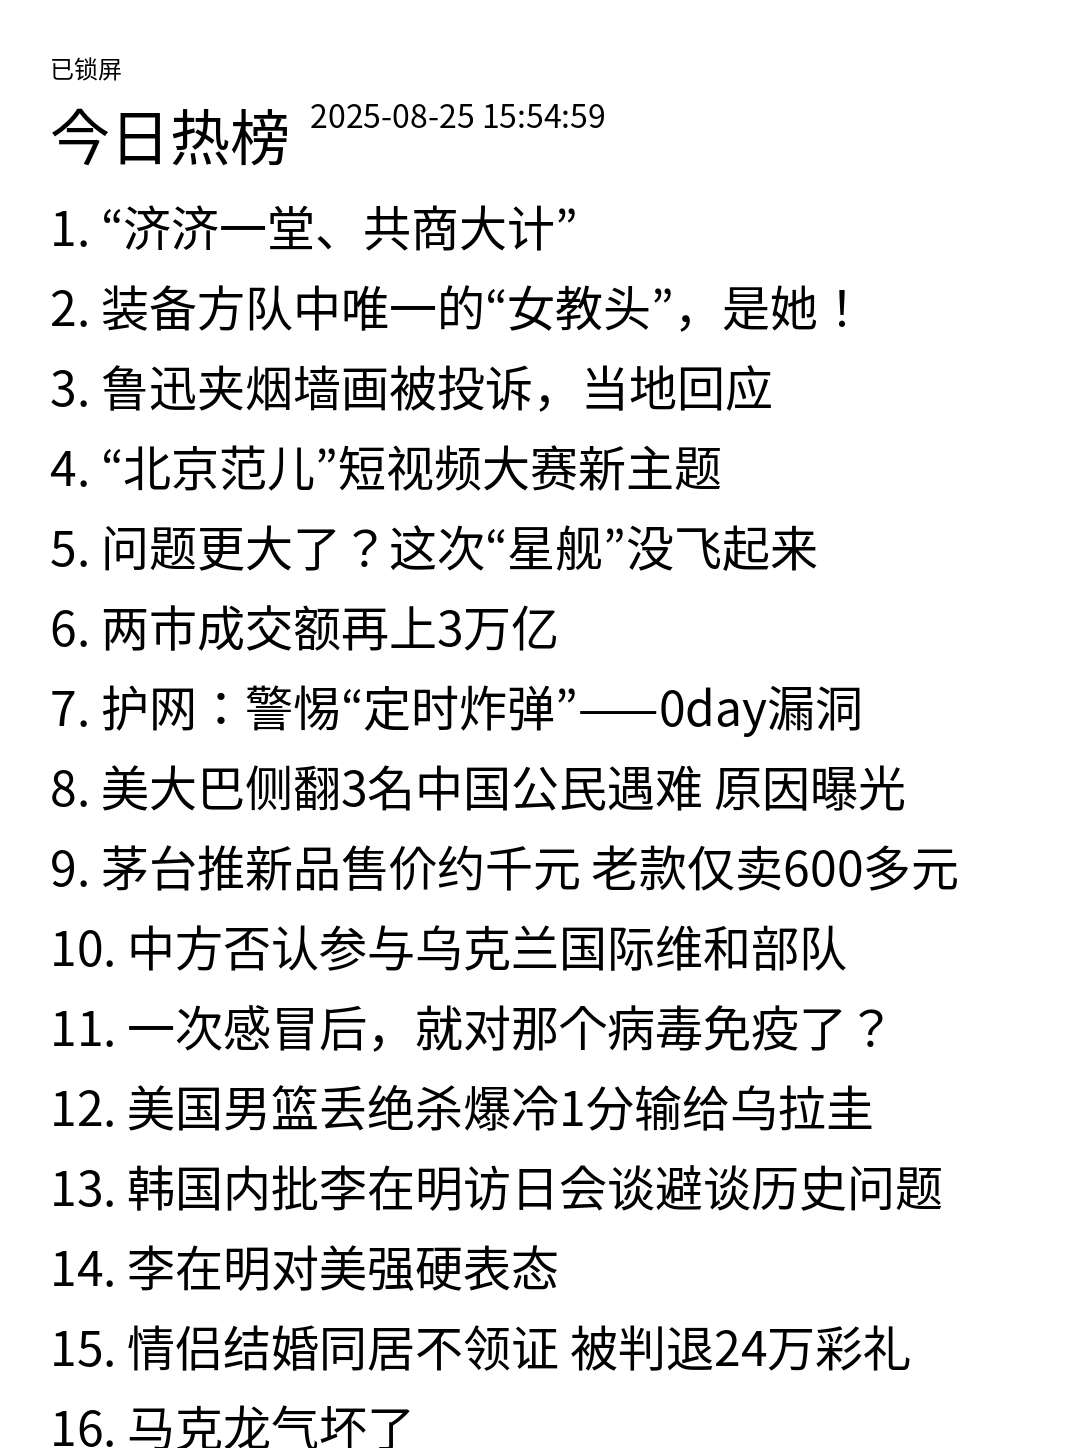 已锁屏
今日热榜 2025-08-25 15:54:59
1. “济济一堂、共商大计”
2. 装备方队中唯一的“女教头”，是她！
3. 鲁迅夹烟墙画被投诉，当地回应
4. “北京范儿”短视频大赛新主题
5. 问题更大了？这次“星舰”没飞起来
6. 两市成交额再上3万亿
7. 护网：警惕“定时炸弹”——0day漏洞
8. 美大巴侧翻3名中国公民遇难 原因曝光
9. 茅台推新品售价约千元 老款仅卖600多元
10. 中方否认参与乌克兰国际维和部队
11. 一次感冒后，就对那个病毒免疫了？
12. 美国男篮丢绝杀爆冷1分输给乌拉圭
13. 韩国内批李在明访日会谈避谈历史问题
14. 李在明对美强硬表态
15. 情侣结婚同居不领证 被判退24万彩礼
16. 马克龙气坏了